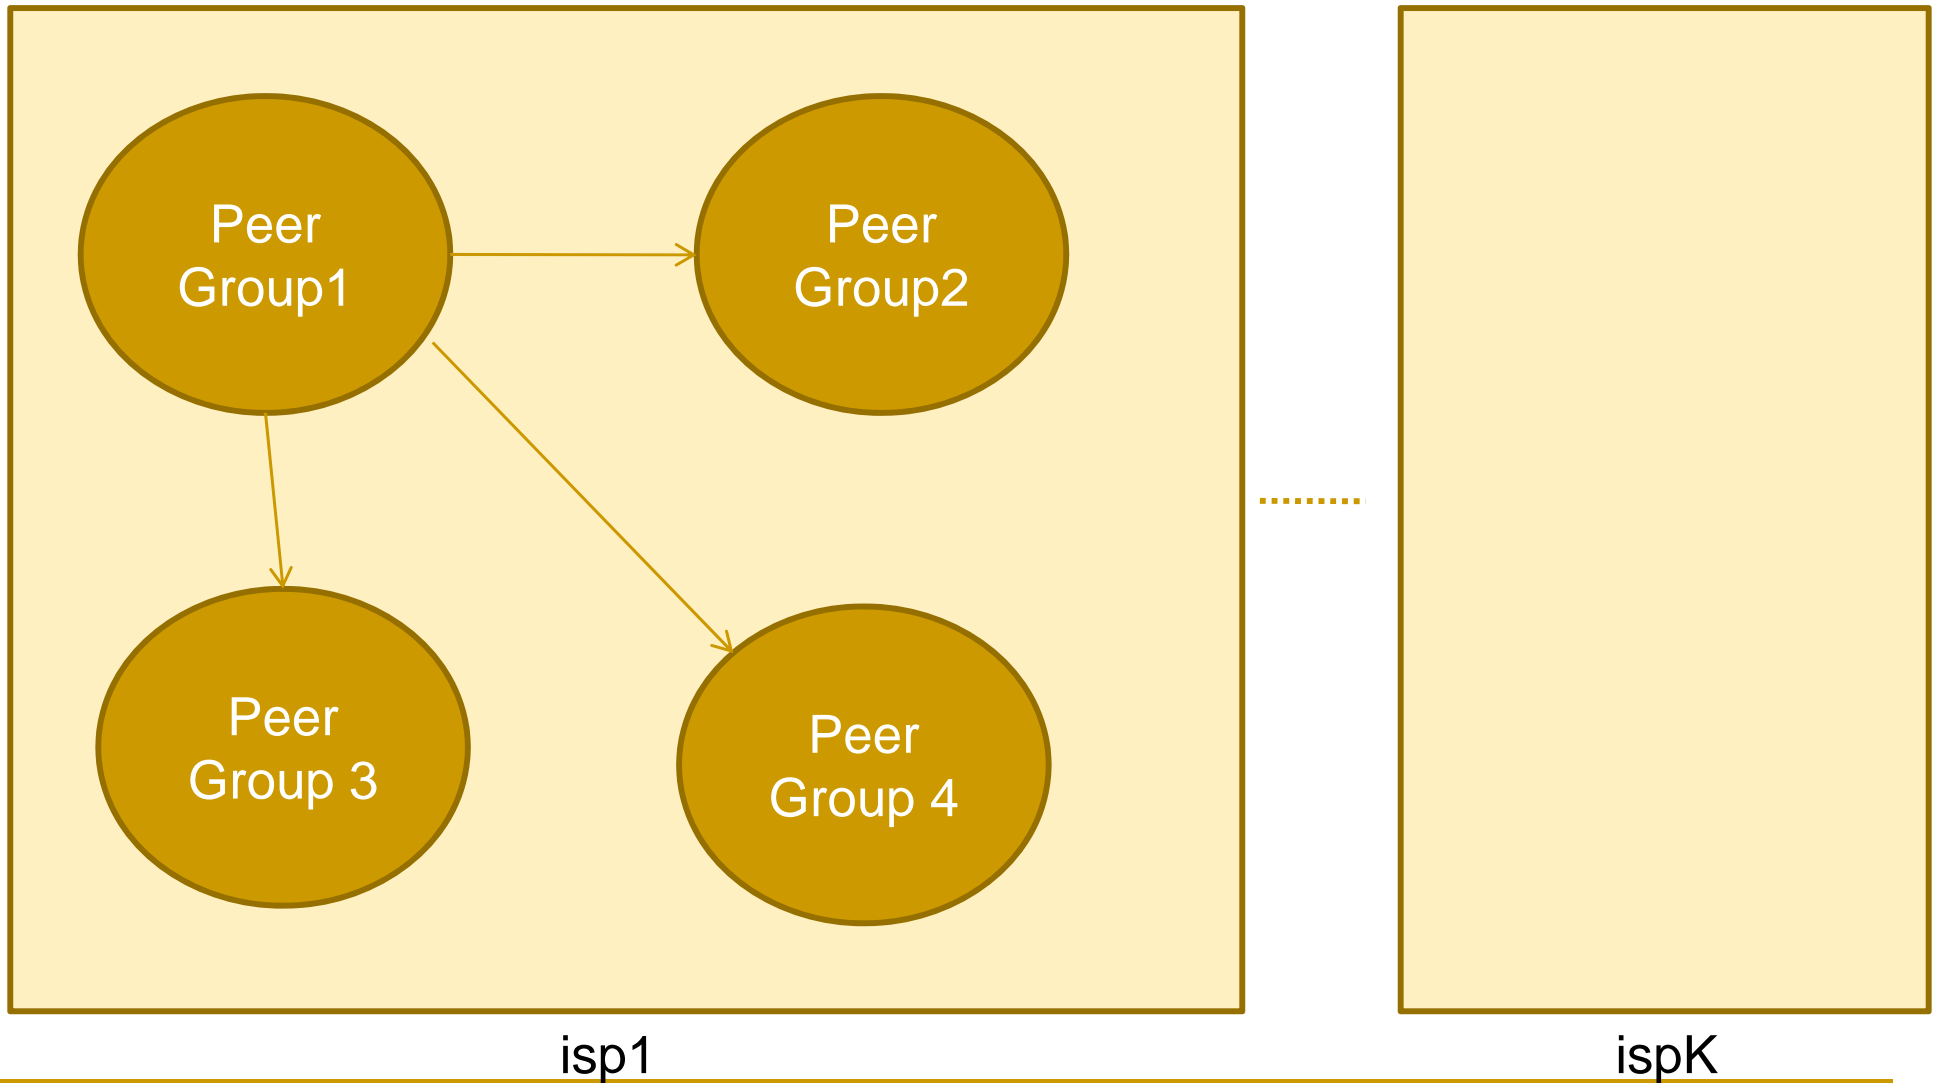 Peer
Group1
Peer
Group2
Peer
Group 3
Peer
Group 4
isp1
ispK